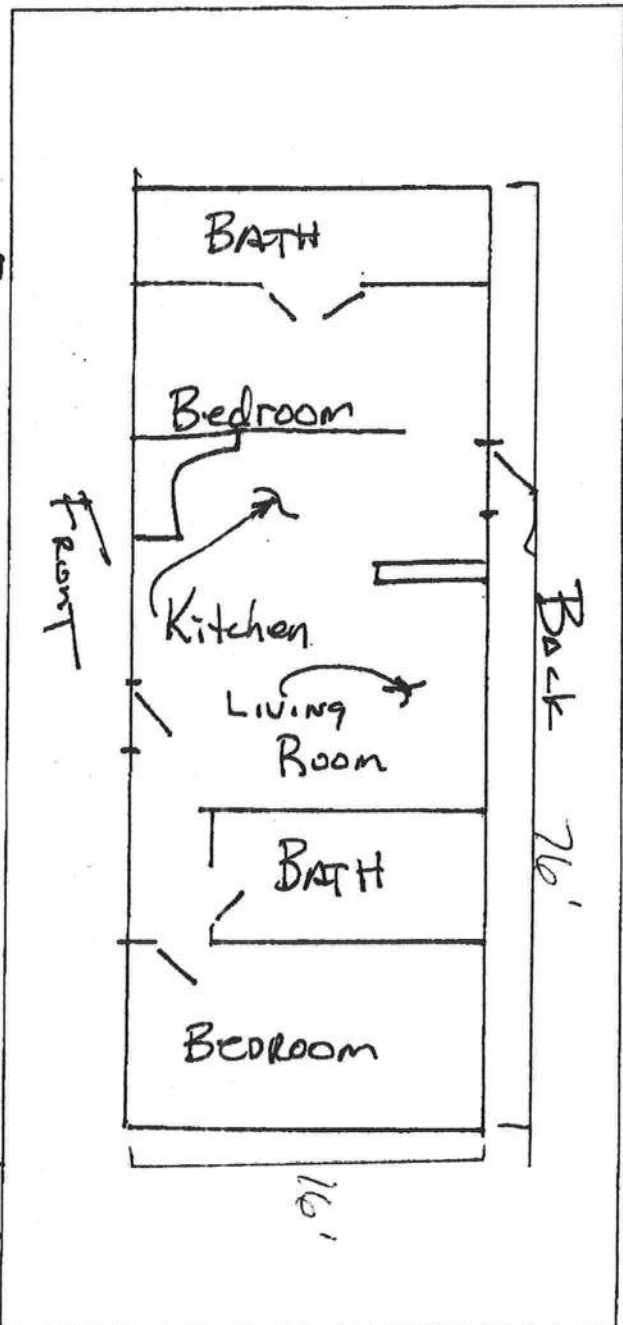 BATH
Bedroom
FRONT
Kitchen
Back
LIVING
ROOM
76'
BATH
BEDROOM
16'